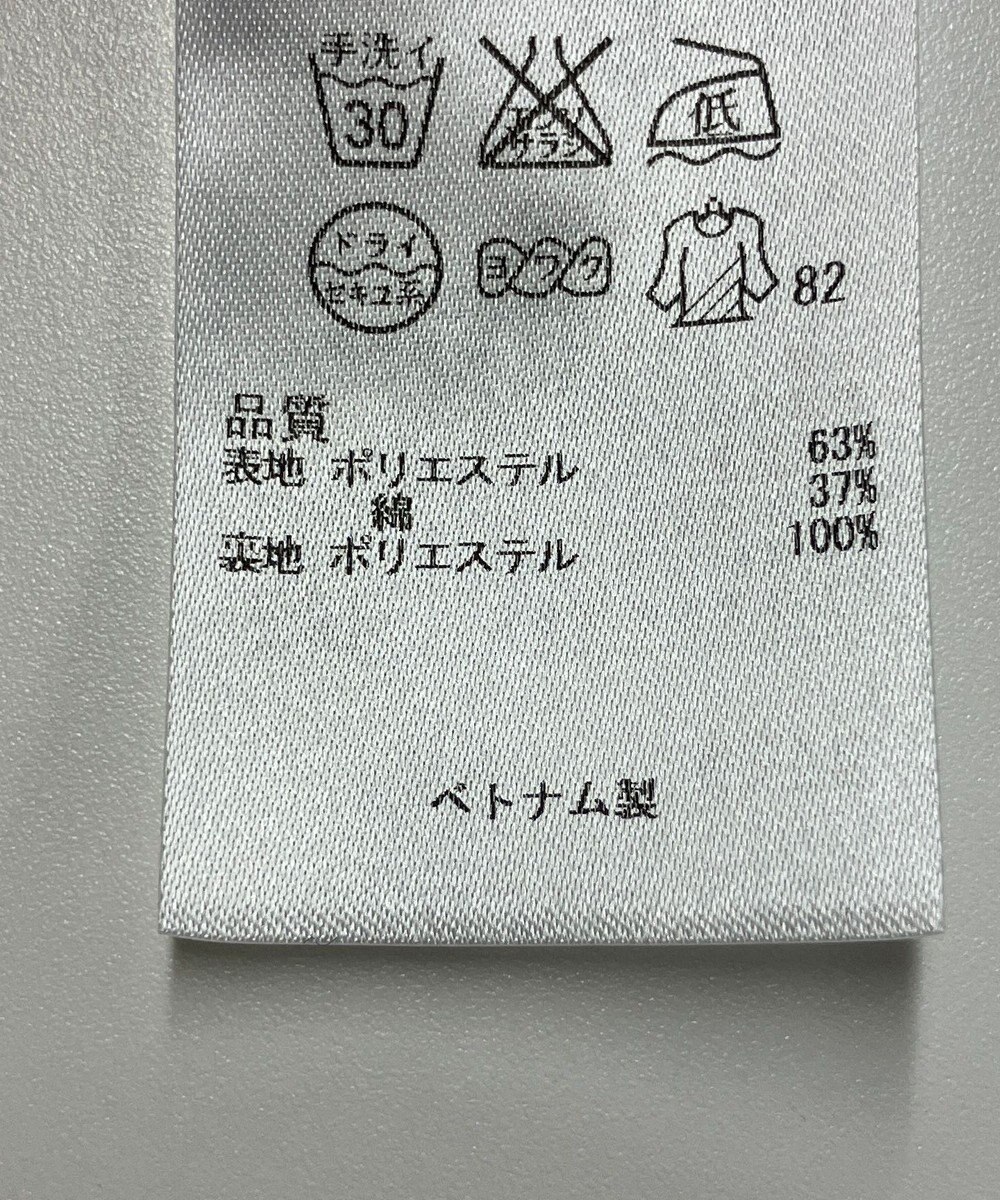 手洗イ
30
エンソ
サラシ
低
ドライ
セキユ系
ヨワク
82
品質
表地 ポリエステル 63%
綿 37%
裏地 ポリエステル 100%
ベトナム製